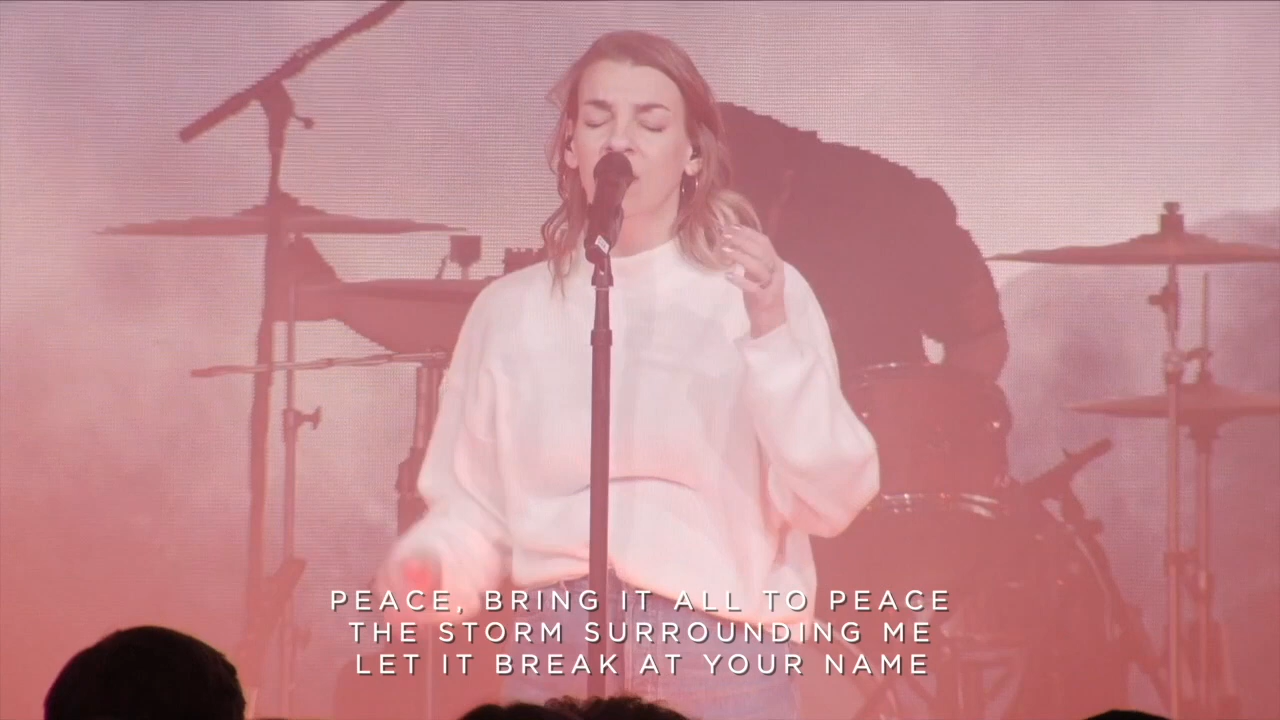 PEACE, BRING IT ALL TO PEACE
THE STORM SURROUNDING ME
LET IT BREAK AT YOUR NAME